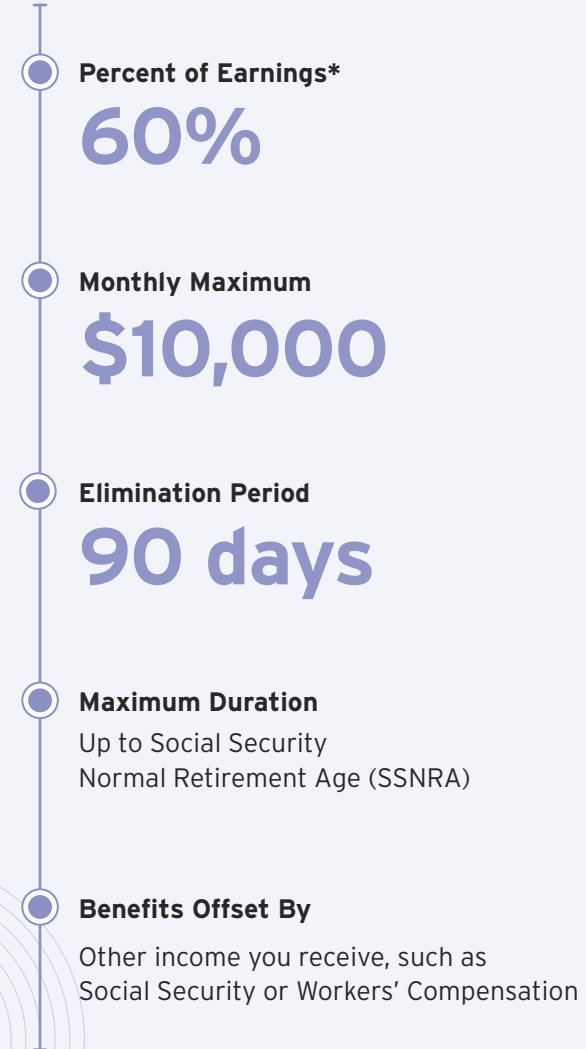 Percent of Earnings*
60%
Monthly Maximum
$10,000
Elimination Period
90 days
Maximum Duration
Up to Social Security
Normal Retirement Age (SSNRA)
Benefits Offset By
Other income you receive, such as
Social Security or Workers’ Compensation